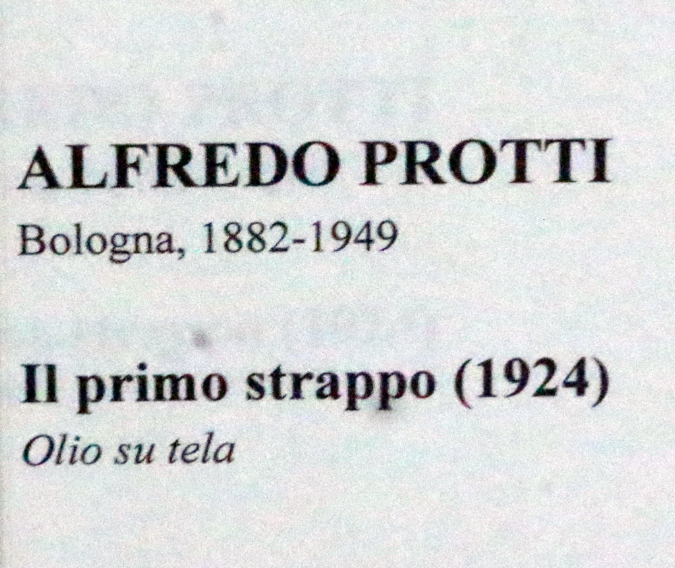 ALFREDO PROTTI
Bologna, 1882-1949
Il primo strappo (1924)
Olio su tela